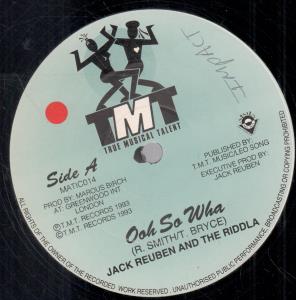 IMPACT
TMT
TRUE MUSICAL TALENT
Side A
MATIC014
PROD BY: MARCUS BIRCH
AT: GREENWOOD INT
LONDON
Ⓟ T.M.T. RECORDS 1993
© T.M.T. RECORDS 1993
PUBLISHED BY:
T.M.T. MUSIC/LEO SONG
EXECUTIVE PROD BY:
JACK REUBEN
Ooh So Wha
(R. SMITH/T. BRYCE)
JACK REUBEN AND THE RIDDLA
ALL RIGHTS OF THE OWNER OF THE RECORDED WORK RESERVED . UNAUTHORISED PUBLIC PERFORMANCE, BROADCASTING OR COPYING PROHIBITED